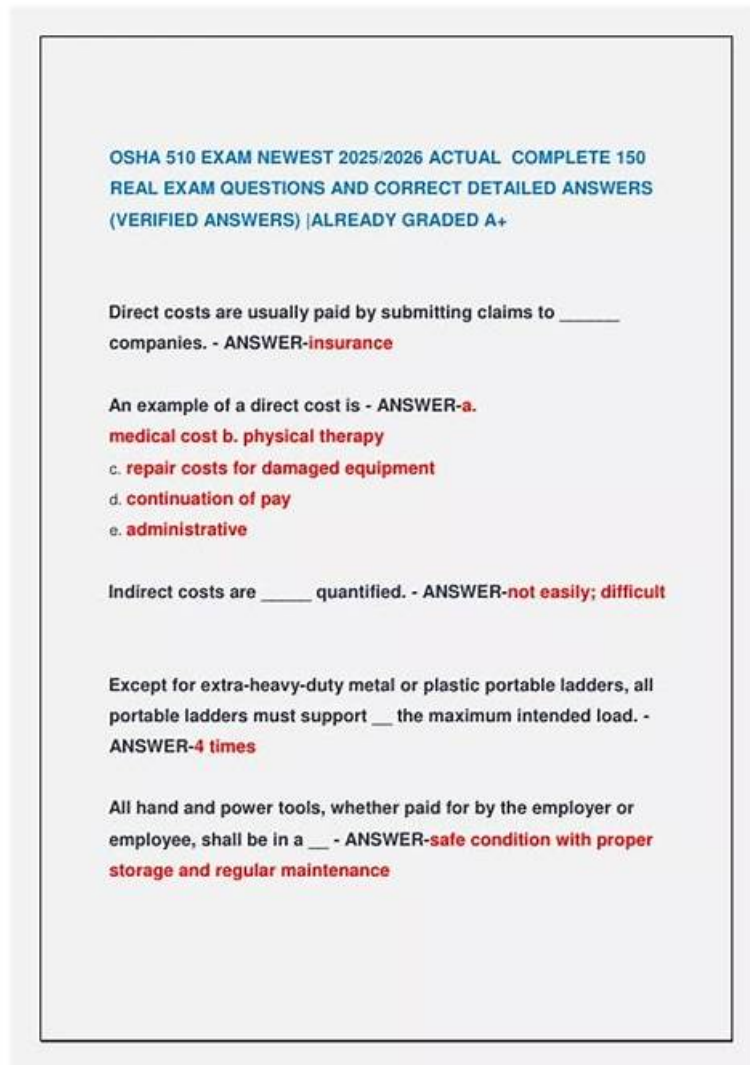 OSHA 510 EXAM NEWEST 2025/2026 ACTUAL  COMPLETE 150
REAL EXAM QUESTIONS AND CORRECT DETAILED ANSWERS
(VERIFIED ANSWERS) |ALREADY GRADED A+
Direct costs are usually paid by submitting claims to ______
companies. - ANSWER-insurance
An example of a direct cost is - ANSWER-a.
medical cost b. physical therapy
c. repair costs for damaged equipment
d. continuation of pay
e. administrative
Indirect costs are _____ quantified. - ANSWER-not easily; difficult
Except for extra-heavy-duty metal or plastic portable ladders, all
portable ladders must support __ the maximum intended load. -
ANSWER-4 times
All hand and power tools, whether paid for by the employer or
employee, shall be in a __ - ANSWER-safe condition with proper
storage and regular maintenance